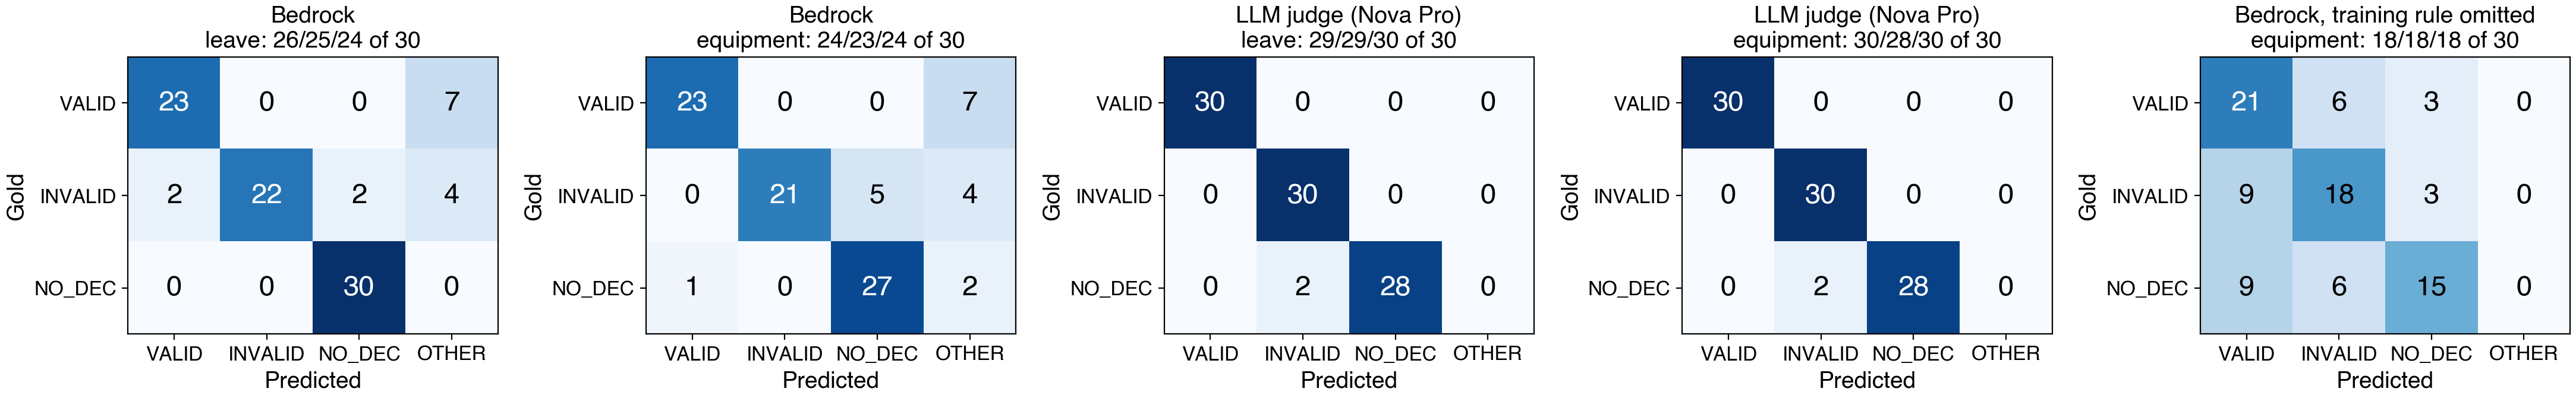 Bedrock
leave: 26/25/24 of 30
VALID 23 0 0 7
INVALID 2 22 2 4
NO_DEC 0 0 30 0
Gold
VALID INVALID NO_DEC OTHER
Predicted
Bedrock
equipment: 24/23/24 of 30
VALID 23 0 0 7
INVALID 0 21 5 4
NO_DEC 1 0 27 2
Gold
VALID INVALID NO_DEC OTHER
Predicted
LLM judge (Nova Pro)
leave: 29/29/30 of 30
VALID 30 0 0 0
INVALID 0 30 0 0
NO_DEC 0 2 28 0
Gold
VALID INVALID NO_DEC OTHER
Predicted
LLM judge (Nova Pro)
equipment: 30/28/30 of 30
VALID 30 0 0 0
INVALID 0 30 0 0
NO_DEC 0 2 28 0
Gold
VALID INVALID NO_DEC OTHER
Predicted
Bedrock, training rule omitted
equipment: 18/18/18 of 30
VALID 21 6 3 0
INVALID 9 18 3 0
NO_DEC 9 6 15 0
Gold
VALID INVALID NO_DEC OTHER
Predicted